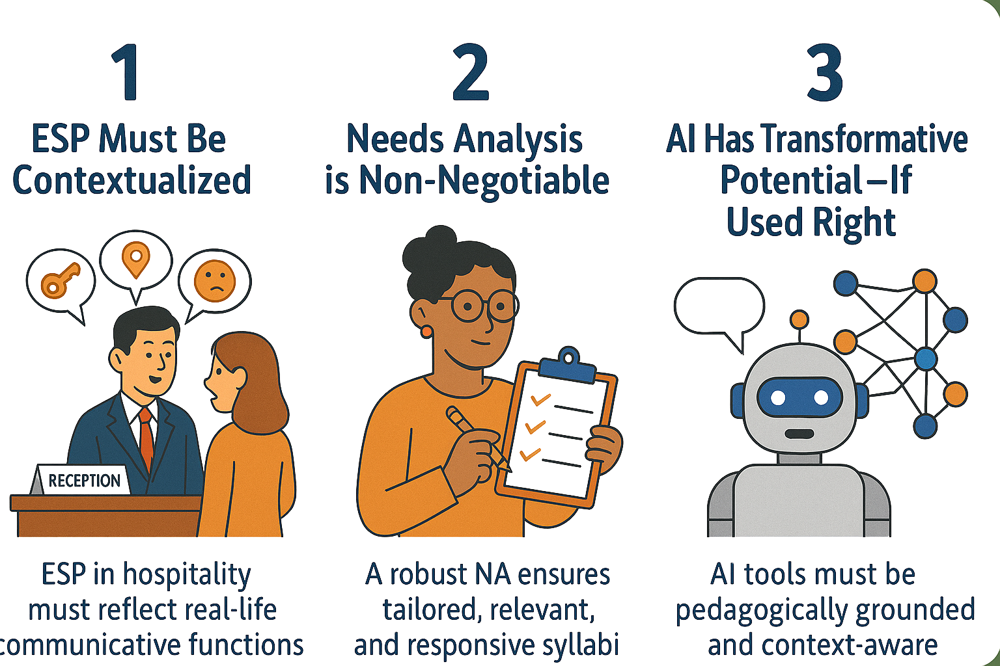 1
ESP Must Be
Contextualized
RECEPTION
ESP in hospitality
must reflect real-life
communicative functions
2
Needs Analysis
is Non-Negotiable
A robust NA ensures
tailored, relevant,
and responsive syllabi
3
AI Has Transformative
Potential–If
Used Right
AI tools must be
pedagogically grounded
and context-aware